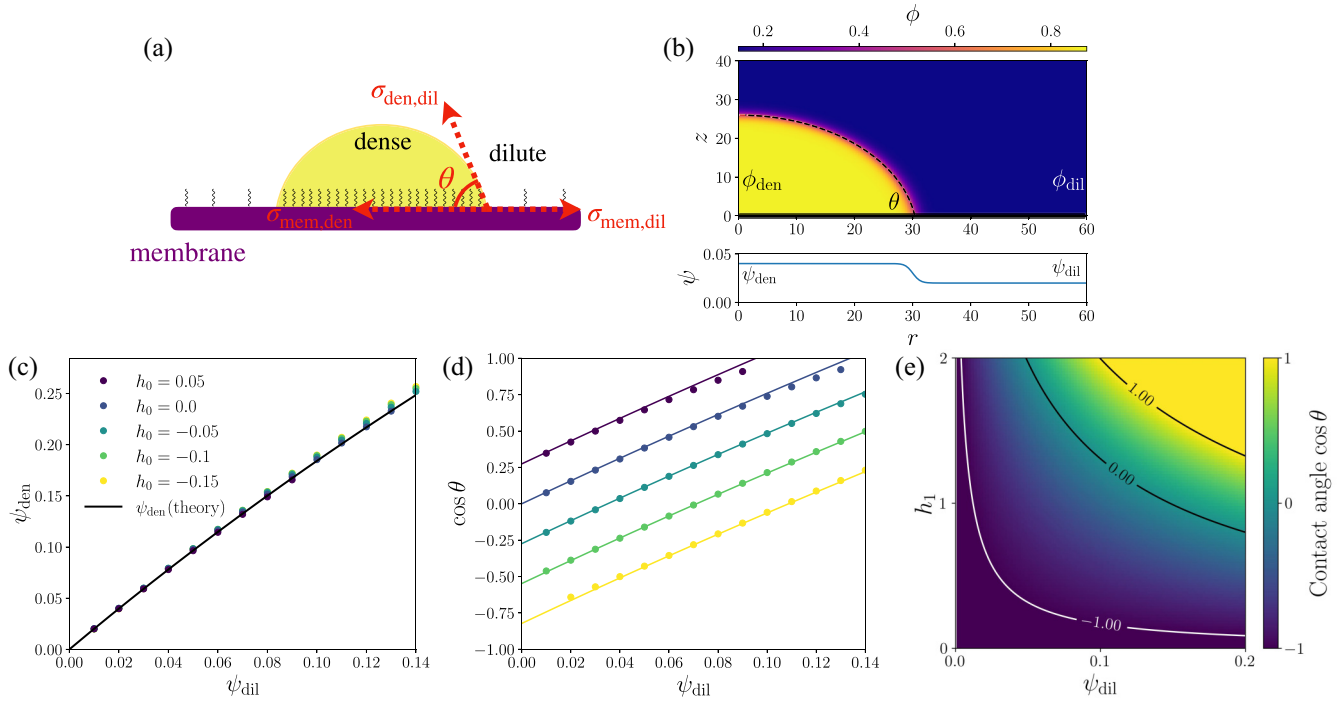 (a)
σden,dil
dense
dilute
θ
σmem,den
σmem,dil
membrane
(b)
ϕ
0.2 0.4 0.6 0.8
40
30
20
10
0
z
ϕden
θ
ϕdil
0 10 20 30 40 50 60
0.05
0.00
ψ
ψden
ψdil
0 10 20 30 40 50 60
r
(c)
h0 = 0.05
h0 = 0.0
h0 = −0.05
h0 = −0.1
h0 = −0.15
ψden(theory)
0.25
0.20
0.15
0.10
0.05
0.00
ψden
0.00 0.02 0.04 0.06 0.08 0.10 0.12 0.14
ψdil
(d)
1.00
0.75
0.50
0.25
0.00
−0.25
−0.50
−0.75
−1.00
cos θ
0.00 0.02 0.04 0.06 0.08 0.10 0.12 0.14
ψdil
(e)
2
1
0
h1
1.00
0.00
−1.00
0.0 0.1 0.2
ψdil
1
0
−1
Contact angle cos θ